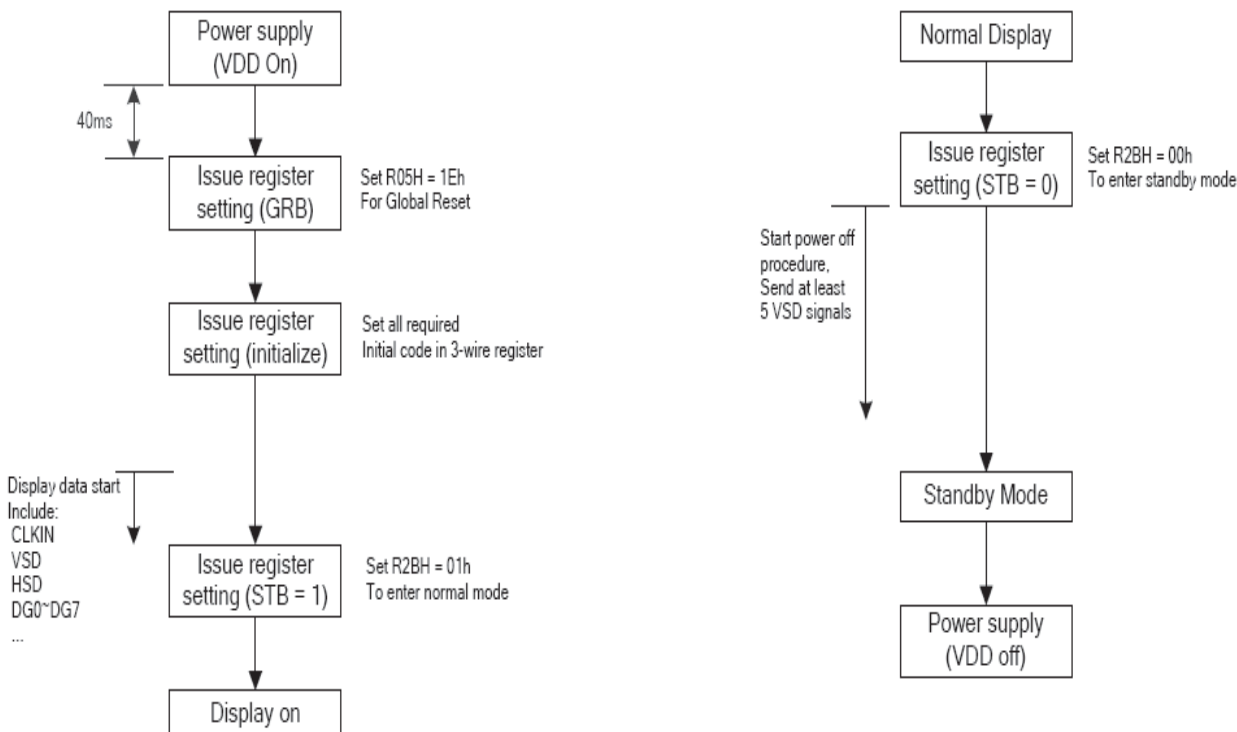 Power supply
(VDD On)
40ms
Issue register
setting (GRB)
Set R05H = 1Eh
For Global Reset
Issue register
setting (initialize)
Set all required
Initial code in 3-wire register
Display data start
Include:
CLKIN
VSD
HSD
DG0~DG7
...
Issue register
setting (STB = 1)
Set R2BH = 01h
To enter normal mode
Display on
Normal Display
Issue register
setting (STB = 0)
Set R2BH = 00h
To enter standby mode
Start power off
procedure,
Send at least
5 VSD signals
Standby Mode
Power supply
(VDD off)